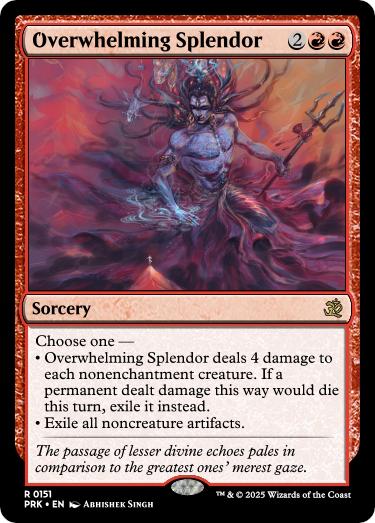 Overwhelming Splendor 2
Sorcery
Choose one —
• Overwhelming Splendor deals 4 damage to
each nonenchantment creature. If a
permanent dealt damage this way would die
this turn, exile it instead.
• Exile all noncreature artifacts.
The passage of lesser divine echoes pales in
comparison to the greatest ones' merest gaze.
R 0151
PRK • EN Abhishek Singh
™ & © 2025 Wizards of the Coast